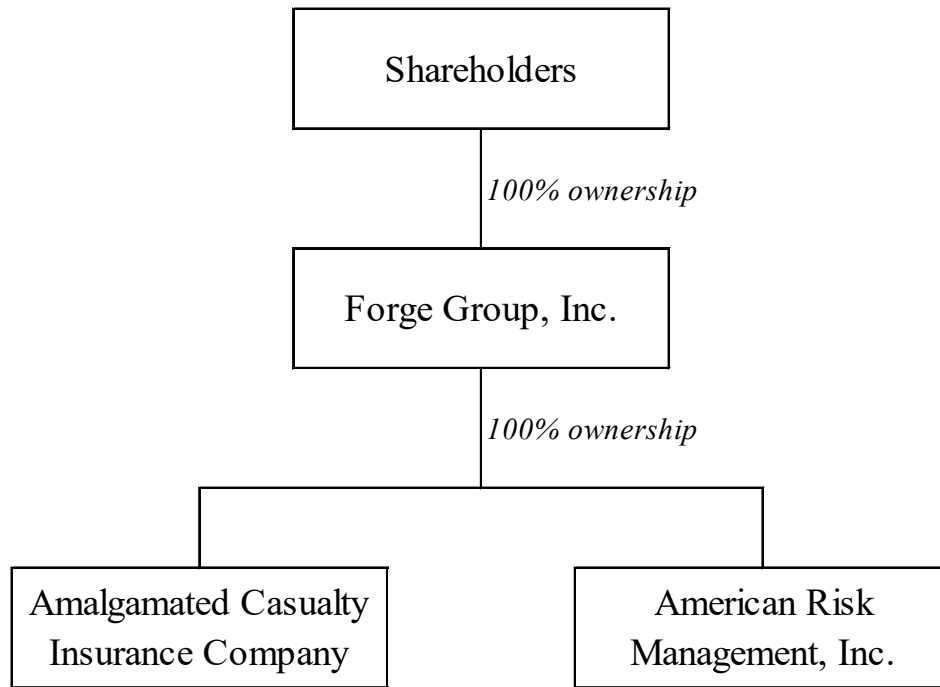 Shareholders
100% ownership
Forge Group, Inc.
100% ownership
Amalgamated Casualty
Insurance Company
American Risk
Management, Inc.